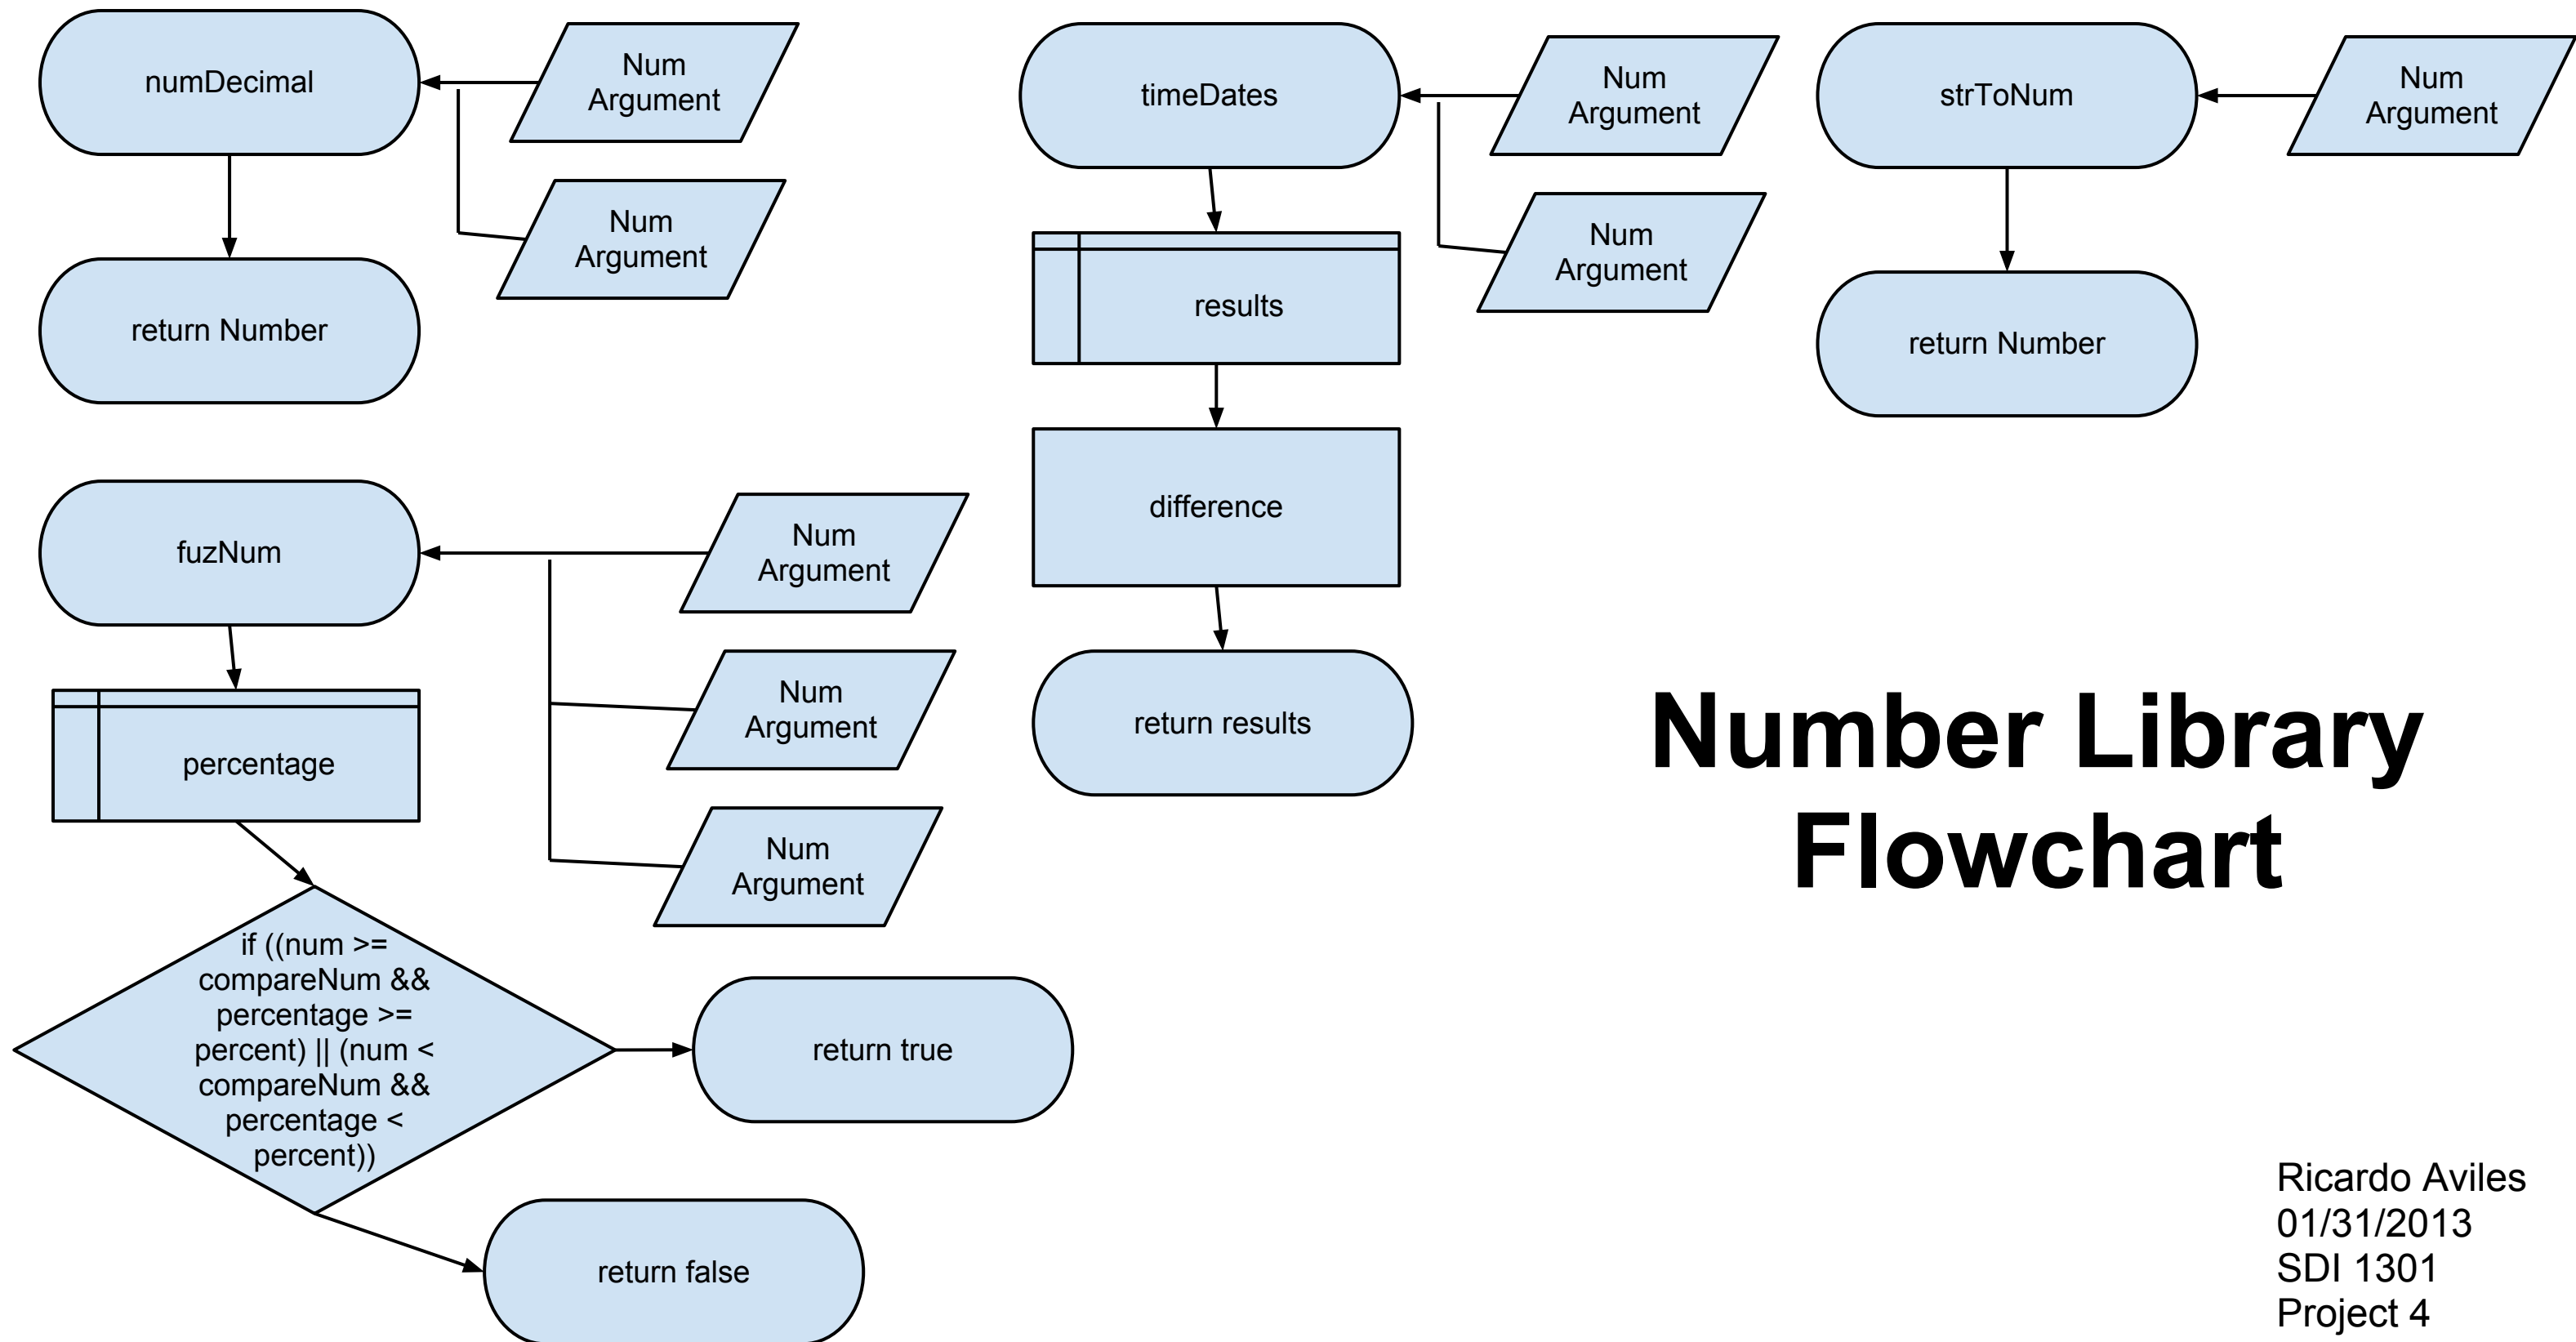 numDecimal
Num
Argument
Num
Argument
return Number
timeDates
Num
Argument
Num
Argument
results
difference
return results
strToNum
Num
Argument
return Number
fuzNum
Num
Argument
Num
Argument
Num
Argument
percentage
if ((num >=
compareNum &&
percentage >=
percent) || (num <
compareNum &&
percentage <
percent))
return true
return false
Number Library
Flowchart
Ricardo Aviles
01/31/2013
SDI 1301
Project 4